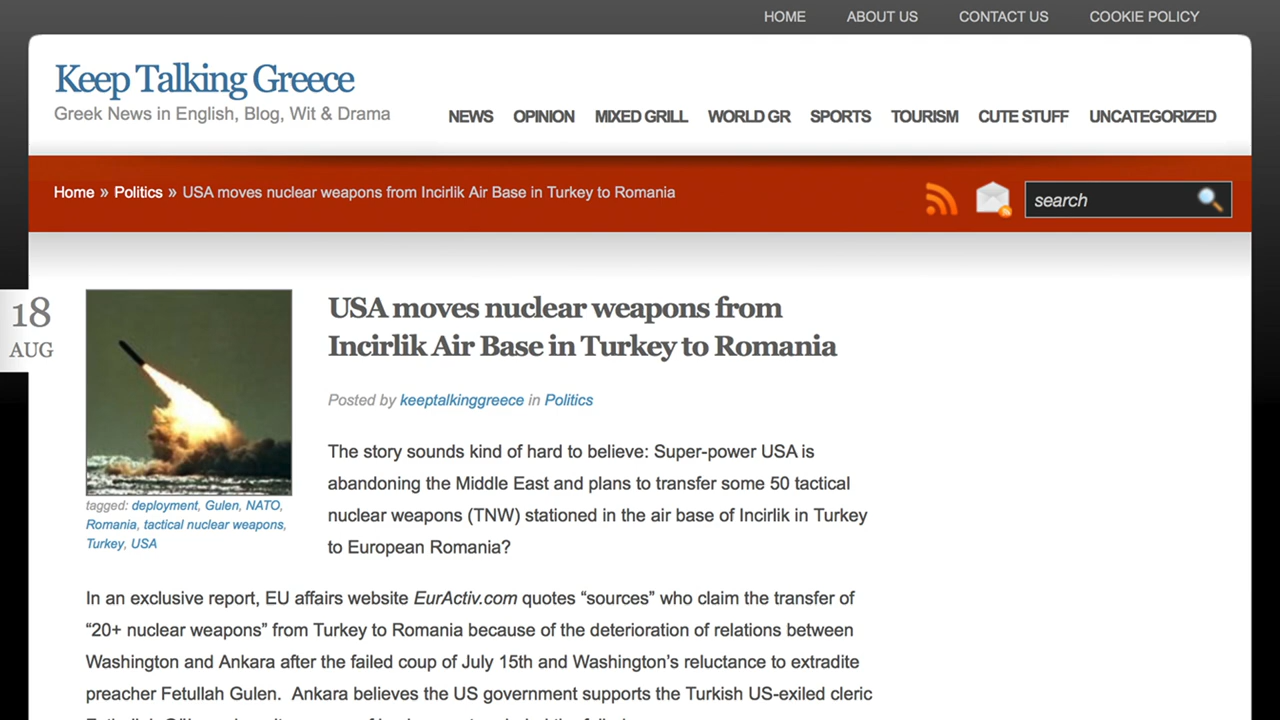 HOME ABOUT US CONTACT US COOKIE POLICY
Keep Talking Greece
Greek News in English, Blog, Wit & Drama
NEWS OPINION MIXED GRILL WORLD GR SPORTS TOURISM CUTE STUFF UNCATEGORIZED
Home » Politics » USA moves nuclear weapons from Incirlik Air Base in Turkey to Romania
search
18
AUG
USA moves nuclear weapons from
Incirlik Air Base in Turkey to Romania
Posted by keeptalkinggreece in Politics
The story sounds kind of hard to believe: Super-power USA is
abandoning the Middle East and plans to transfer some 50 tactical
nuclear weapons (TNW) stationed in the air base of Incirlik in Turkey
to European Romania?
tagged: deployment, Gulen, NATO,
Romania, tactical nuclear weapons,
Turkey, USA
In an exclusive report, EU affairs website EurActiv.com quotes “sources” who claim the transfer of
“20+ nuclear weapons” from Turkey to Romania because of the deterioration of relations between
Washington and Ankara after the failed coup of July 15th and Washington’s reluctance to extradite
preacher Fetullah Gulen. Ankara believes the US government supports the Turkish US-exiled cleric